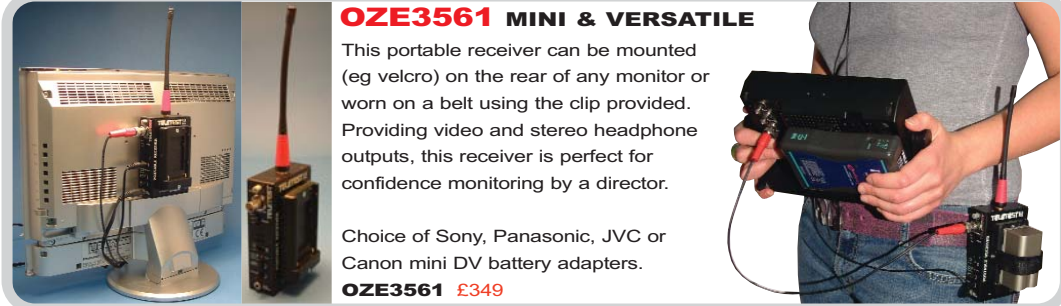 OZE3561 MINI & VERSATILE
This portable receiver can be mounted
(eg velcro) on the rear of any monitor or
worn on a belt using the clip provided.
Providing video and stereo headphone
outputs, this receiver is perfect for
confidence monitoring by a director.
Choice of Sony, Panasonic, JVC or
Canon mini DV battery adapters.
OZE3561 £349